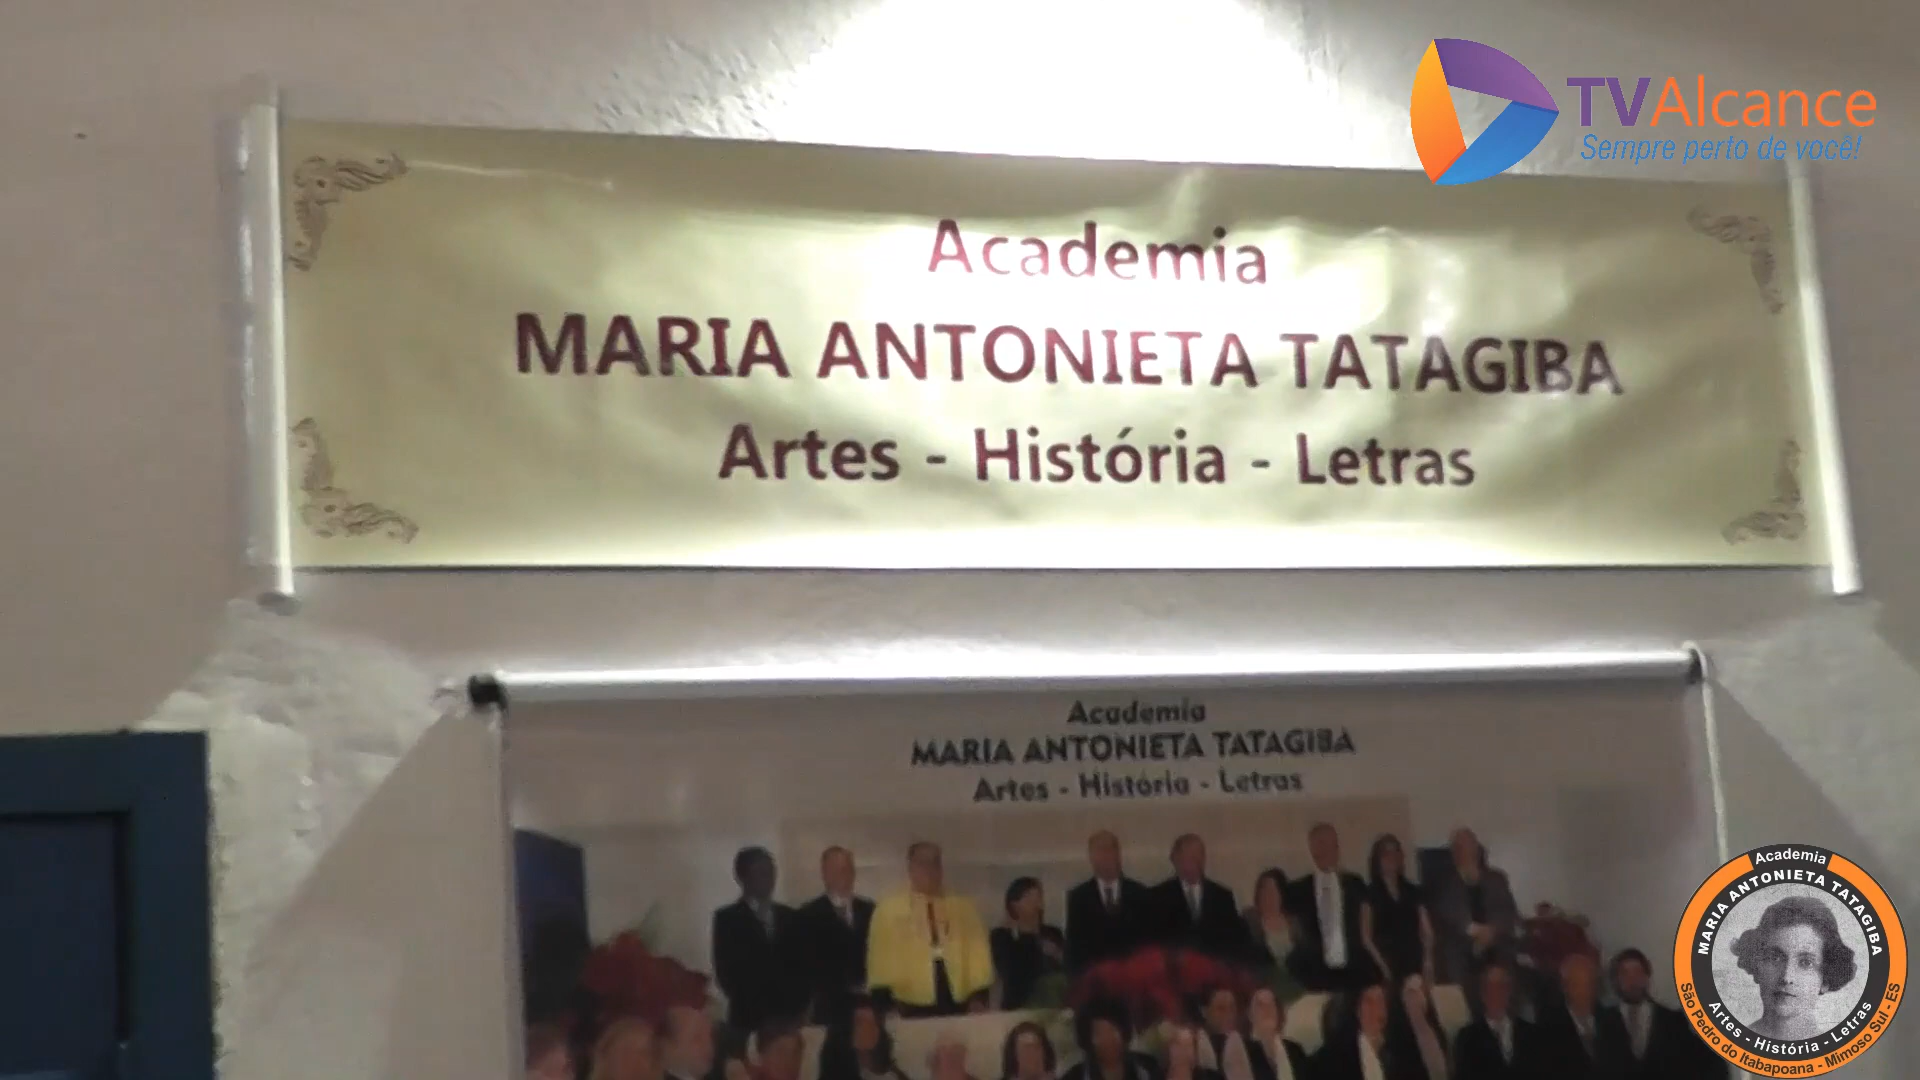 TVAlcance
Sempre perto de você!
Academia
MARIA ANTONIETA TATAGIBA
Artes - História - Letras
Academia
MARIA ANTONIETA TATAGIBA
Artes - História - Letras
Academia
MARIA ANTONIETA TATAGIBA
Artes - História - Letras
São Pedro do Itabapoana - Mimoso Sul - ES